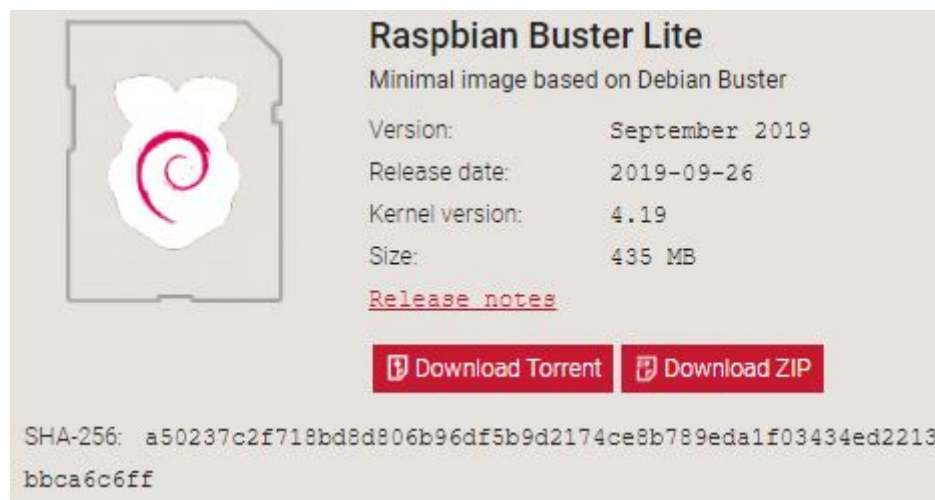 Raspbian Buster Lite
Minimal image based on Debian Buster
Version: September 2019
Release date: 2019-09-26
Kernel version: 4.19
Size: 435 MB
Release notes
Download Torrent Download ZIP
SHA-256: a50237c2f718bd8d806b96df5b9d2174ce8b789eda1f03434ed2213
bbca6c6ff